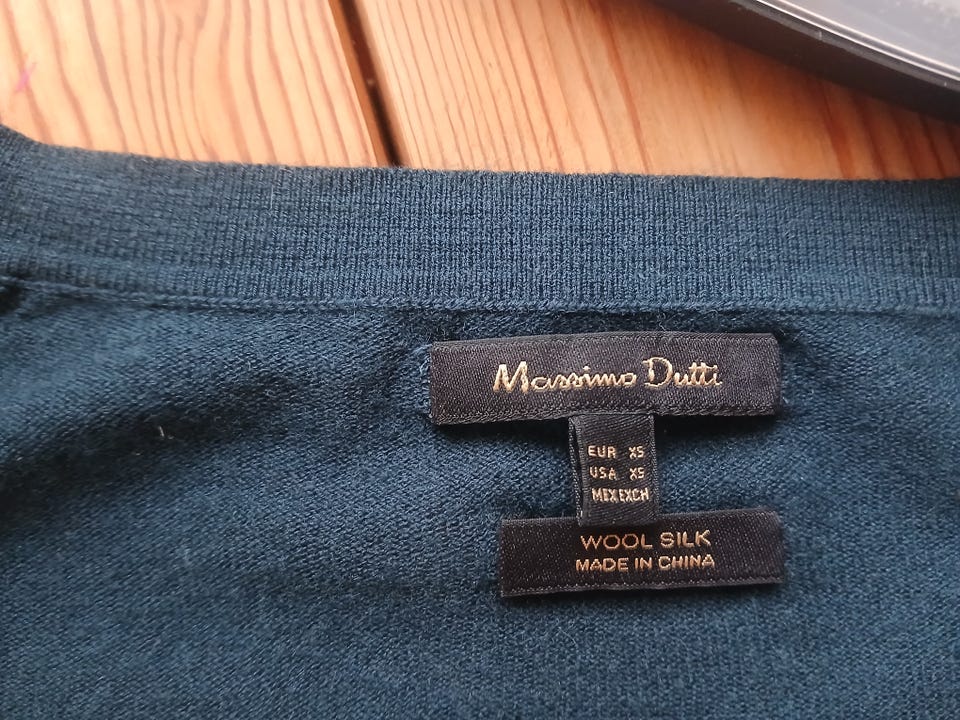 Massimo Dutti
EUR XS
USA XS
MEX EXCH
WOOL SILK
MADE IN CHINA